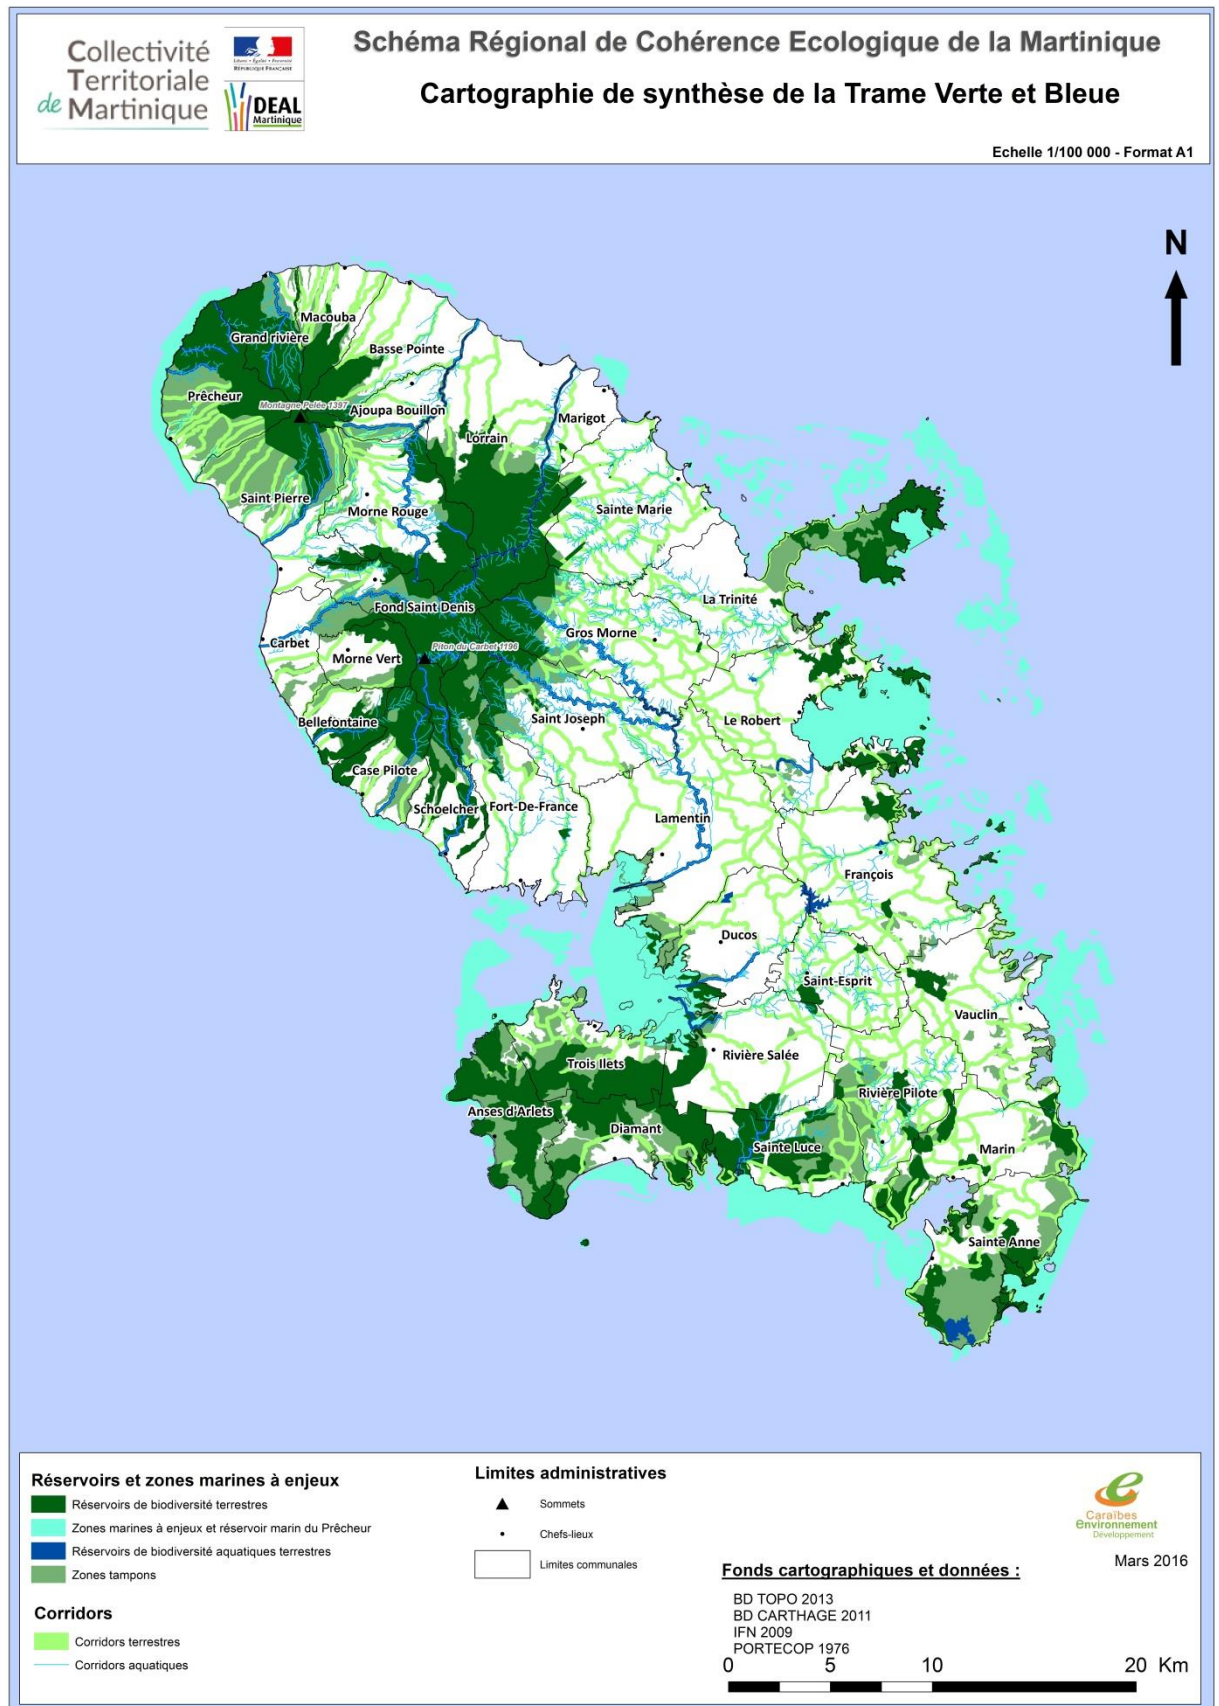 Collectivité
Territoriale
de Martinique
Liberté • Égalité • Fraternité
RÉPUBLIQUE FRANÇAISE
DEAL
Martinique
Schéma Régional de Cohérence Ecologique de la Martinique
Cartographie de synthèse de la Trame Verte et Bleue
Echelle 1/100 000 - Format A1
N
Macouba
Grand rivière
Basse Pointe
Prêcheur
Montagne Pelée 1397
Ajoupa Bouillon
Marigot
Lorrain
Saint Pierre
Morne Rouge
Sainte Marie
La Trinité
Fond Saint Denis
Gros Morne
Carbet
Piton du Carbet 1196
Morne Vert
Bellefontaine
Saint Joseph
Le Robert
Case Pilote
Schoelcher
Fort-De-France
Lamentin
François
Ducos
Saint-Esprit
Vauclin
Rivière Salée
Trois Ilets
Rivière Pilote
Anses d'Arlets
Diamant
Sainte Luce
Marin
Sainte Anne
Réservoirs et zones marines à enjeux
Réservoirs de biodiversité terrestres
Zones marines à enjeux et réservoir marin du Prêcheur
Réservoirs de biodiversité aquatiques terrestres
Zones tampons
Corridors
Corridors terrestres
Corridors aquatiques
Limites administratives
Sommets
Chefs-lieux
Limites communales
Caraïbes
environnement
Développement
Mars 2016
Fonds cartographiques et données :
BD TOPO 2013
BD CARTHAGE 2011
IFN 2009
PORTECOP 1976
0 5 10 20 Km